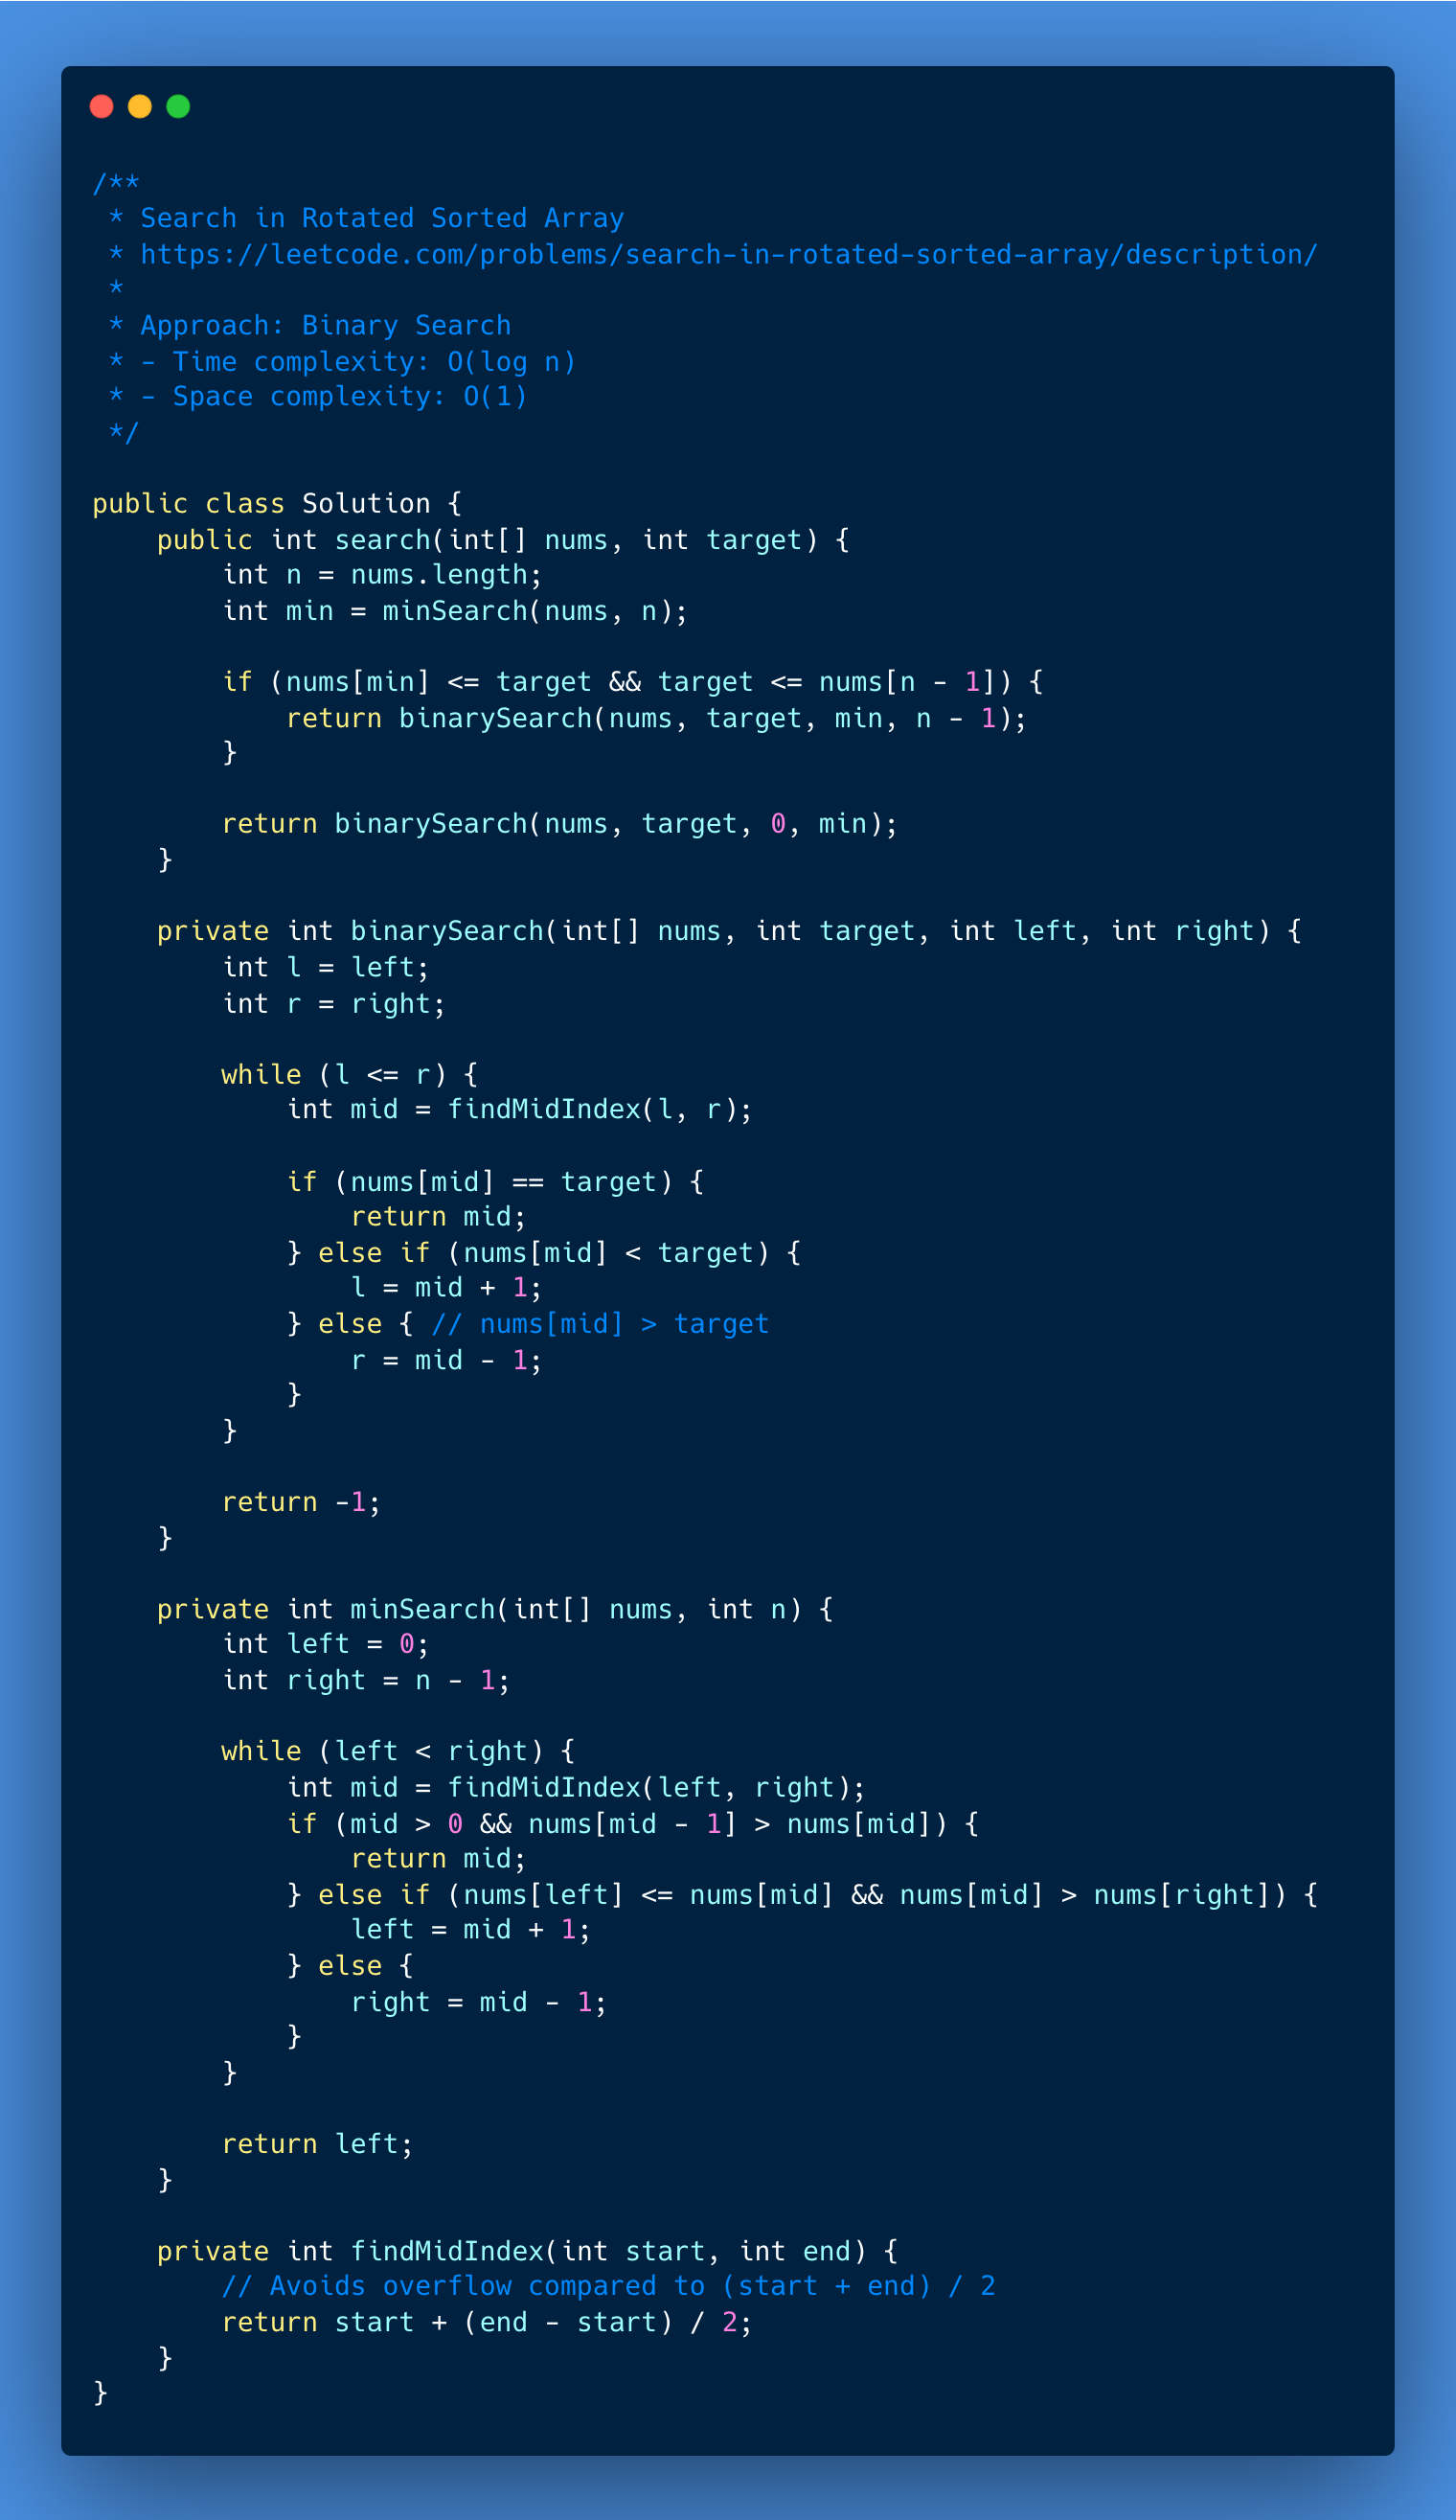 /**
 * Search in Rotated Sorted Array
 * https://leetcode.com/problems/search-in-rotated-sorted-array/description/
 *
 * Approach: Binary Search
 * - Time complexity: O(log n)
 * - Space complexity: O(1)
 */

public class Solution {
    public int search(int[] nums, int target) {
        int n = nums.length;
        int min = minSearch(nums, n);

        if (nums[min] <= target && target <= nums[n - 1]) {
            return binarySearch(nums, target, min, n - 1);
        }

        return binarySearch(nums, target, 0, min);
    }

    private int binarySearch(int[] nums, int target, int left, int right) {
        int l = left;
        int r = right;

        while (l <= r) {
            int mid = findMidIndex(l, r);

            if (nums[mid] == target) {
                return mid;
            } else if (nums[mid] < target) {
                l = mid + 1;
            } else { // nums[mid] > target
                r = mid - 1;
            }
        }

        return -1;
    }

    private int minSearch(int[] nums, int n) {
        int left = 0;
        int right = n - 1;

        while (left < right) {
            int mid = findMidIndex(left, right);
            if (mid > 0 && nums[mid - 1] > nums[mid]) {
                return mid;
            } else if (nums[left] <= nums[mid] && nums[mid] > nums[right]) {
                left = mid + 1;
            } else {
                right = mid - 1;
            }
        }

        return left;
    }

    private int findMidIndex(int start, int end) {
        // Avoids overflow compared to (start + end) / 2
        return start + (end - start) / 2;
    }
}